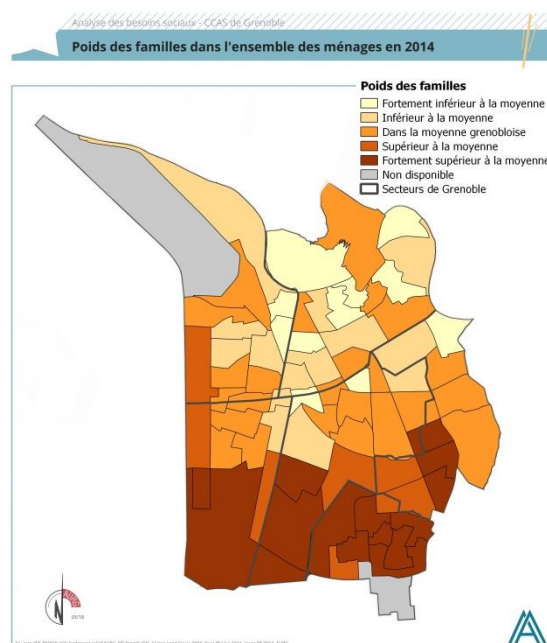 Analyse des besoins sociaux - CCAS de Grenoble
Poids des familles dans l'ensemble des ménages en 2014
Poids des familles
Fortement inférieur à la moyenne
Inférieur à la moyenne
Dans la moyenne grenobloise
Supérieur à la moyenne
Fortement supérieur à la moyenne
Non disponible
Secteurs de Grenoble